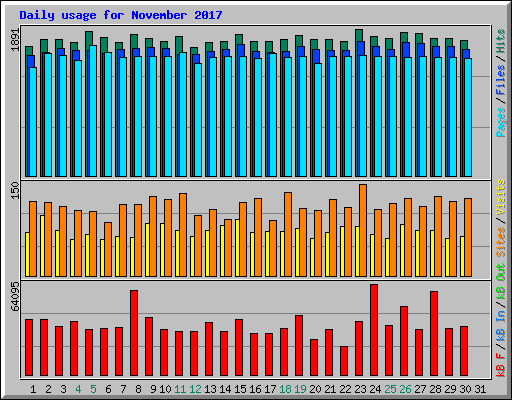 Daily usage for November 2017
1891
Pages / Files / Hits
150
Sites / Visits
64095
kB F / kB In / kB Out
1 2 3 4 5 6 7 8 9 10 11 12 13 14 15 16 17 18 19 20 21 22 23 24 25 26 27 28 29 30 31